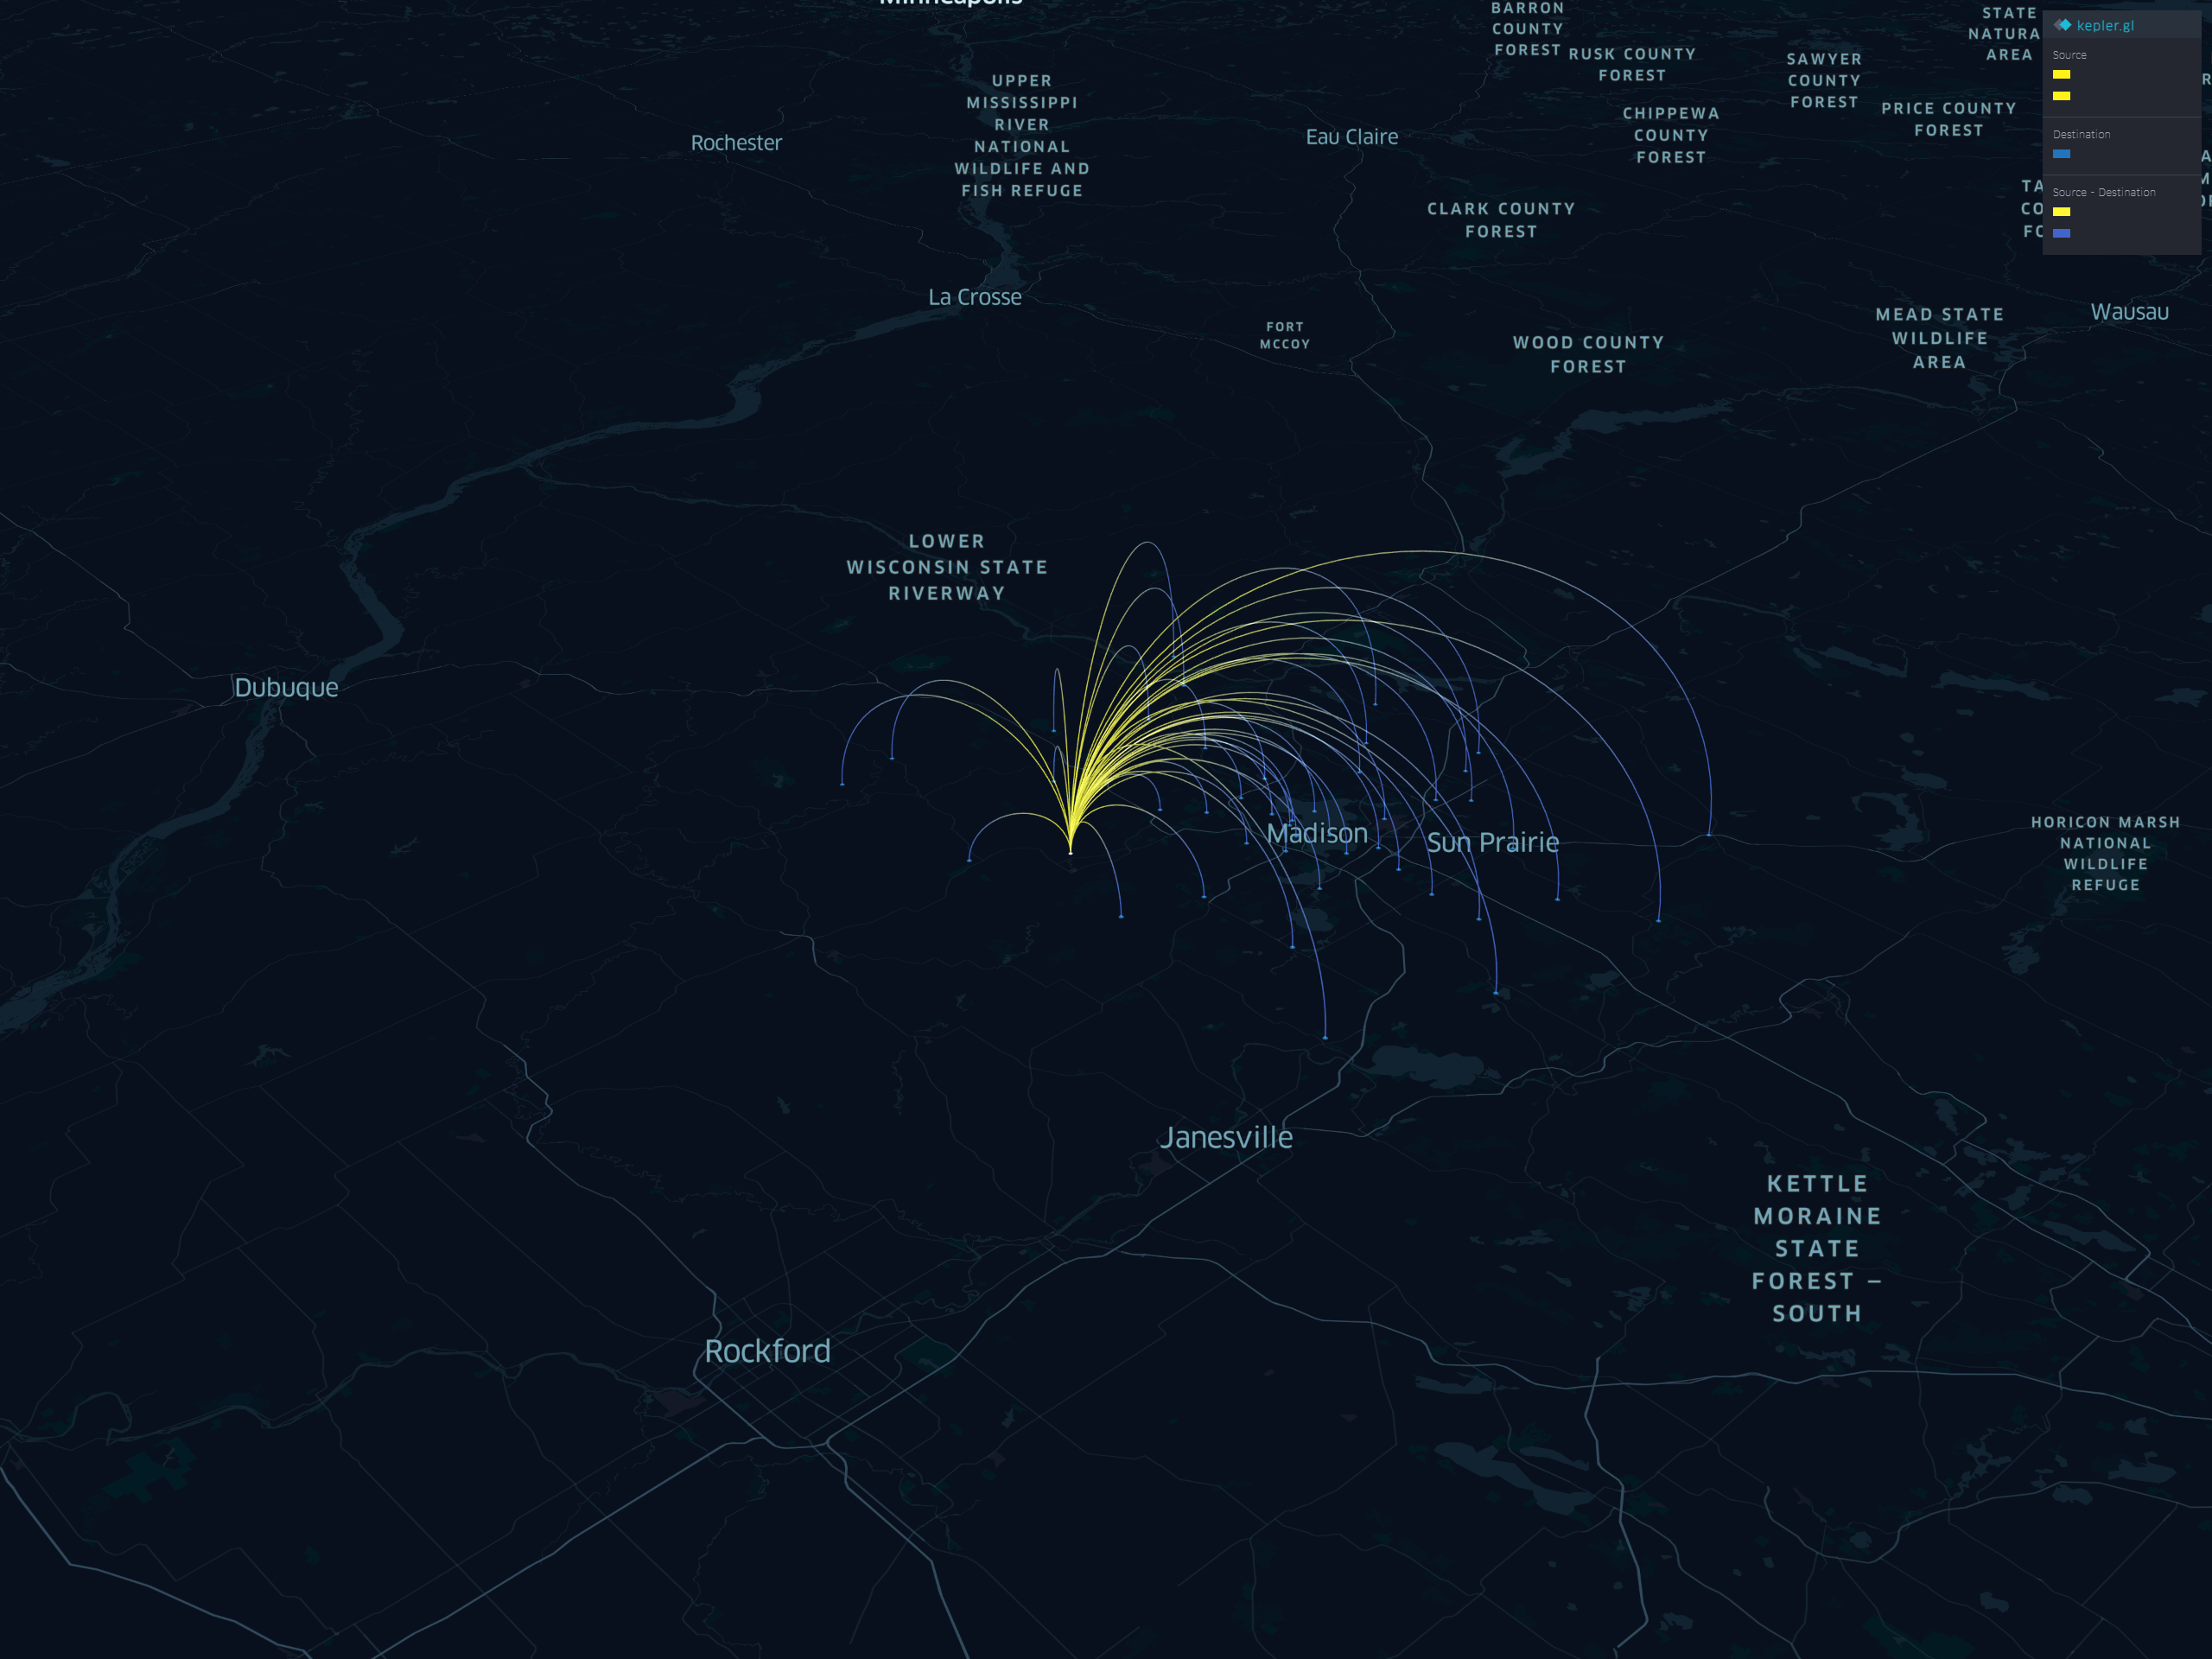 Minneapolis
BARRON
COUNTY
FOREST
RUSK COUNTY
FOREST
SAWYER
COUNTY
FOREST
STATE
NATURA
AREA
kepler.gl
Source
Destination
Source - Destination
UPPER
MISSISSIPPI
RIVER
NATIONAL
WILDLIFE AND
FISH REFUGE
Rochester
Eau Claire
CHIPPEWA
COUNTY
FOREST
PRICE COUNTY
FOREST
TA
CO
FO
CLARK COUNTY
FOREST
La Crosse
FORT
MCCOY
WOOD COUNTY
FOREST
MEAD STATE
WILDLIFE
AREA
Wausau
LOWER
WISCONSIN STATE
RIVERWAY
Dubuque
Madison
Sun Prairie
HORICON MARSH
NATIONAL
WILDLIFE
REFUGE
Janesville
KETTLE
MORAINE
STATE
FOREST –
SOUTH
Rockford